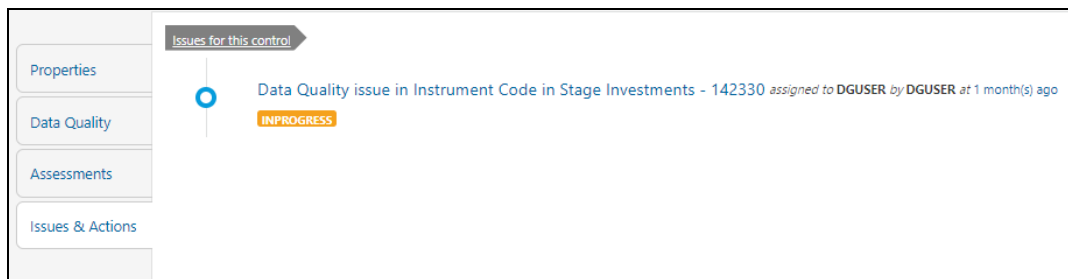 Issues for this control
Properties
Data Quality issue in Instrument Code in Stage Investments - 142330 assigned to DGUSER by DGUSER at 1 month(s) ago
INPROGRESS
Data Quality
Assessments
Issues & Actions